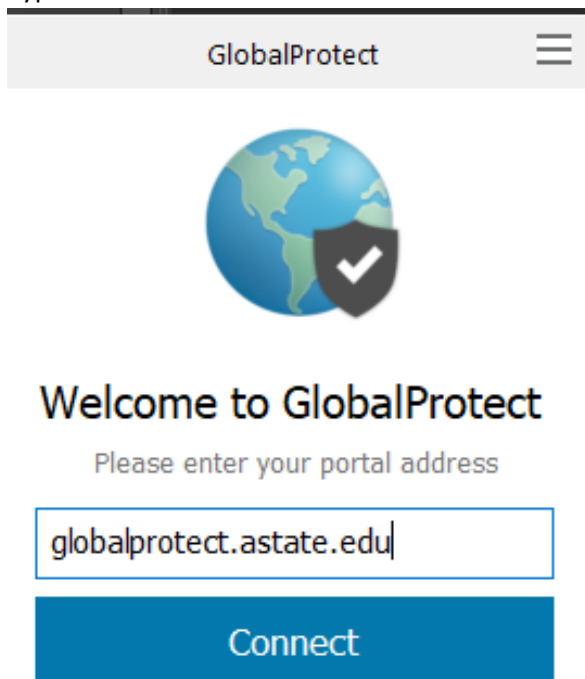 GlobalProtect
Welcome to GlobalProtect
Please enter your portal address
globalprotect.astate.edu
Connect